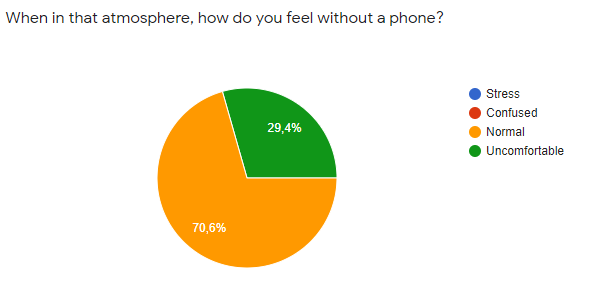 When in that atmosphere, how do you feel without a phone?
29,4%
70,6%
Stress
Confused
Normal
Uncomfortable